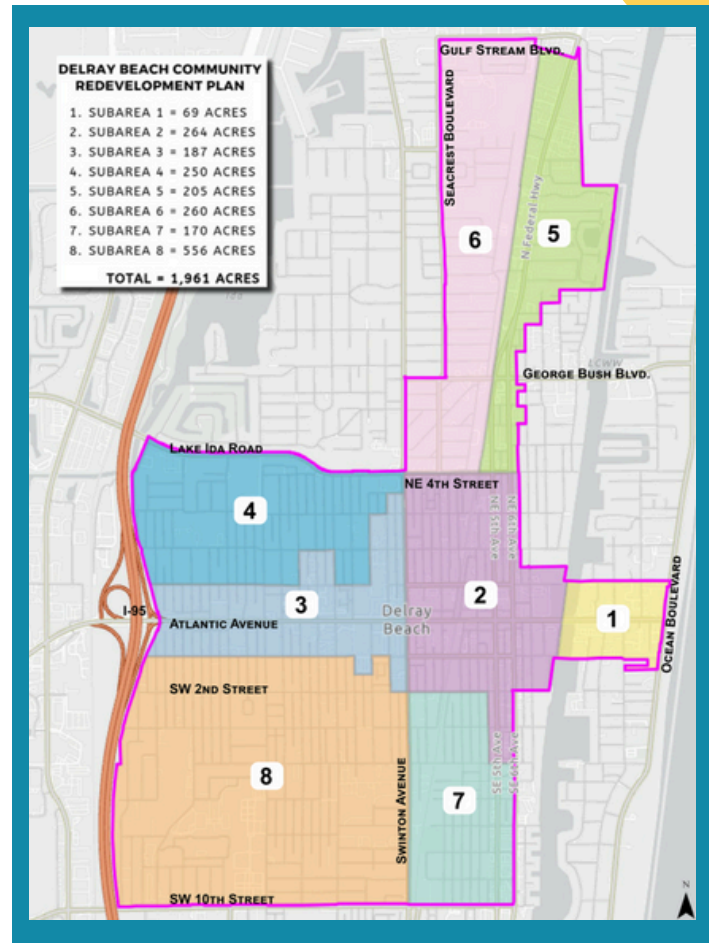 DELRAY BEACH COMMUNITY
REDEVELOPMENT PLAN
1. SUBAREA 1 = 69 ACRES
2. SUBAREA 2 = 264 ACRES
3. SUBAREA 3 = 187 ACRES
4. SUBAREA 4 = 250 ACRES
5. SUBAREA 5 = 205 ACRES
6. SUBAREA 6 = 260 ACRES
7. SUBAREA 7 = 170 ACRES
8. SUBAREA 8 = 556 ACRES
TOTAL = 1,961 ACRES
GULF STREAM BLVD.
SEACREST BOULEVARD
N Federal Hwy
6
5
ICWW
GEORGE BUSH BLVD.
LAKE IDA ROAD
NE 4TH STREET
NE 5th Ave
NE 6th Ave
4
3
2
1
I-95
ATLANTIC AVENUE
Delray
Beach
OCEAN BOULEVARD
SW 2ND STREET
SE 5th Ave
SE 6th Ave
8
7
SWINTON AVENUE
SW 10TH STREET
N